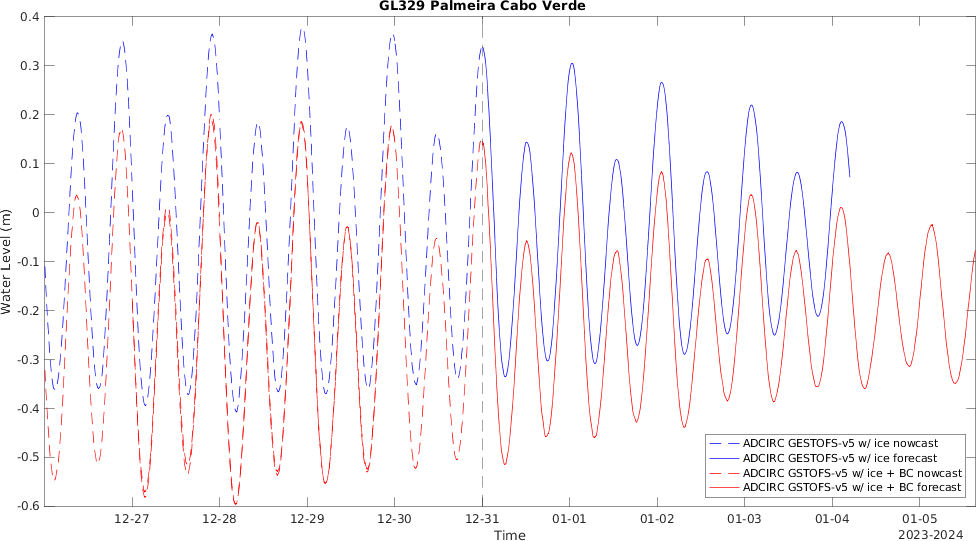 GL329 Palmeira Cabo Verde
0.4
0.3
0.2
0.1
0
-0.1
-0.2
-0.3
-0.4
-0.5
-0.6
Water Level (m)
12-27 12-28 12-29 12-30 12-31 01-01 01-02 01-03 01-04 01-05
Time
2023-2024
ADCIRC GESTOFS-v5 w/ ice nowcast
ADCIRC GESTOFS-v5 w/ ice forecast
ADCIRC GSTOFS-v5 w/ ice + BC nowcast
ADCIRC GSTOFS-v5 w/ ice + BC forecast